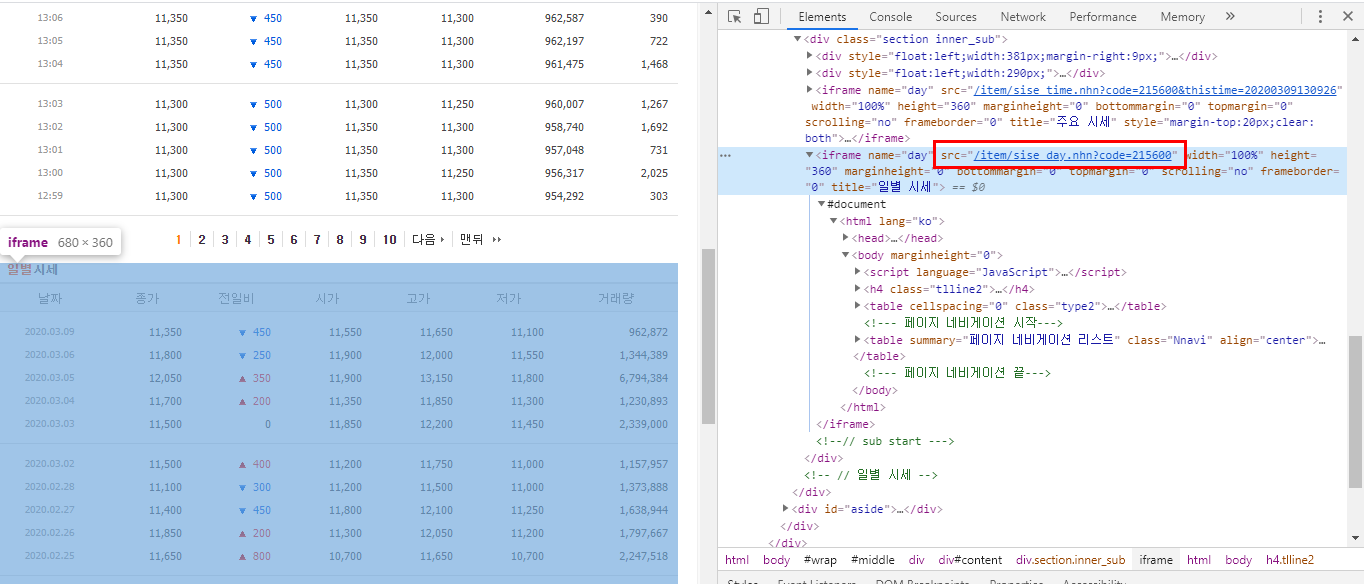 13:06 11,350 ▼ 450 11,350 11,300 962,587 390
13:05 11,350 ▼ 450 11,350 11,300 962,197 722
13:04 11,350 ▼ 450 11,350 11,300 961,475 1,468
13:03 11,300 ▼ 500 11,300 11,250 960,007 1,267
13:02 11,300 ▼ 500 11,350 11,300 958,740 1,692
13:01 11,300 ▼ 500 11,350 11,300 957,048 731
13:00 11,300 ▼ 500 11,350 11,250 956,317 2,025
12:59 11,300 ▼ 500 11,350 11,300 954,292 303
1 2 3 4 5 6 7 8 9 10 다음 맨뒤
iframe 680 × 360
일별시세
날짜 종가 전일비 시가 고가 저가 거래량
2020.03.09 11,350 ▼ 450 11,550 11,650 11,100 962,872
2020.03.06 11,800 ▼ 250 11,900 12,000 11,550 1,344,389
2020.03.05 12,050 ▲ 350 11,900 13,150 11,800 6,794,384
2020.03.04 11,700 ▲ 200 11,350 11,850 11,300 1,230,893
2020.03.03 11,500 0 11,850 12,200 11,450 2,339,000
2020.03.02 11,500 ▲ 400 11,200 11,750 11,000 1,157,957
2020.02.28 11,100 ▼ 300 11,200 11,500 11,000 1,373,888
2020.02.27 11,400 ▼ 450 11,800 12,100 11,250 1,638,944
2020.02.26 11,850 ▲ 200 11,300 12,050 11,200 1,797,667
2020.02.25 11,650 ▲ 800 10,700 11,650 10,700 2,247,518
Elements Console Sources Network Performance Memory »
▼<div class="section inner_sub">
▶<div style="float:left;width:381px;margin-right:9px;">…</div>
▶<div style="float:left;width:290px;">…</div>
▶<iframe name="day" src="/item/sise_time.nhn?code=215600&thistime=20200309130926"
width="100%" height="360" marginheight="0" bottommargin="0" topmargin="0"
scrolling="no" frameborder="0" title="주요 시세" style="margin-top:20px;clear:
both">…</iframe>
▼<iframe name="day" src="/item/sise_day.nhn?code=215600" width="100%" height=
"360" marginheight="0" bottommargin="0" topmargin="0" scrolling="no" frameborder=
"0" title="일별 시세"> == $0
▼#document
▼<html lang="ko">
▶<head>…</head>
▼<body marginheight="0">
▶<script language="JavaScript">…</script>
▶<h4 class="tlline2">…</h4>
▶<table cellspacing="0" class="type2">…</table>
<!--- 페이지 네비게이션 시작--->
▶<table summary="페이지 네비게이션 리스트" class="Nnavi" align="center">…
</table>
<!--- 페이지 네비게이션 끝--->
</body>
</html>
</iframe>
<!--// sub start --->
</div>
<!-- // 일별 시세 -->
</div>
▶<div id="aside">…</div>
</div>
</div>
html body #wrap #middle div div#content div.section.inner_sub iframe html body h4.tlline2
Styles Event Listeners DOM Breakpoints Properties Accessibility